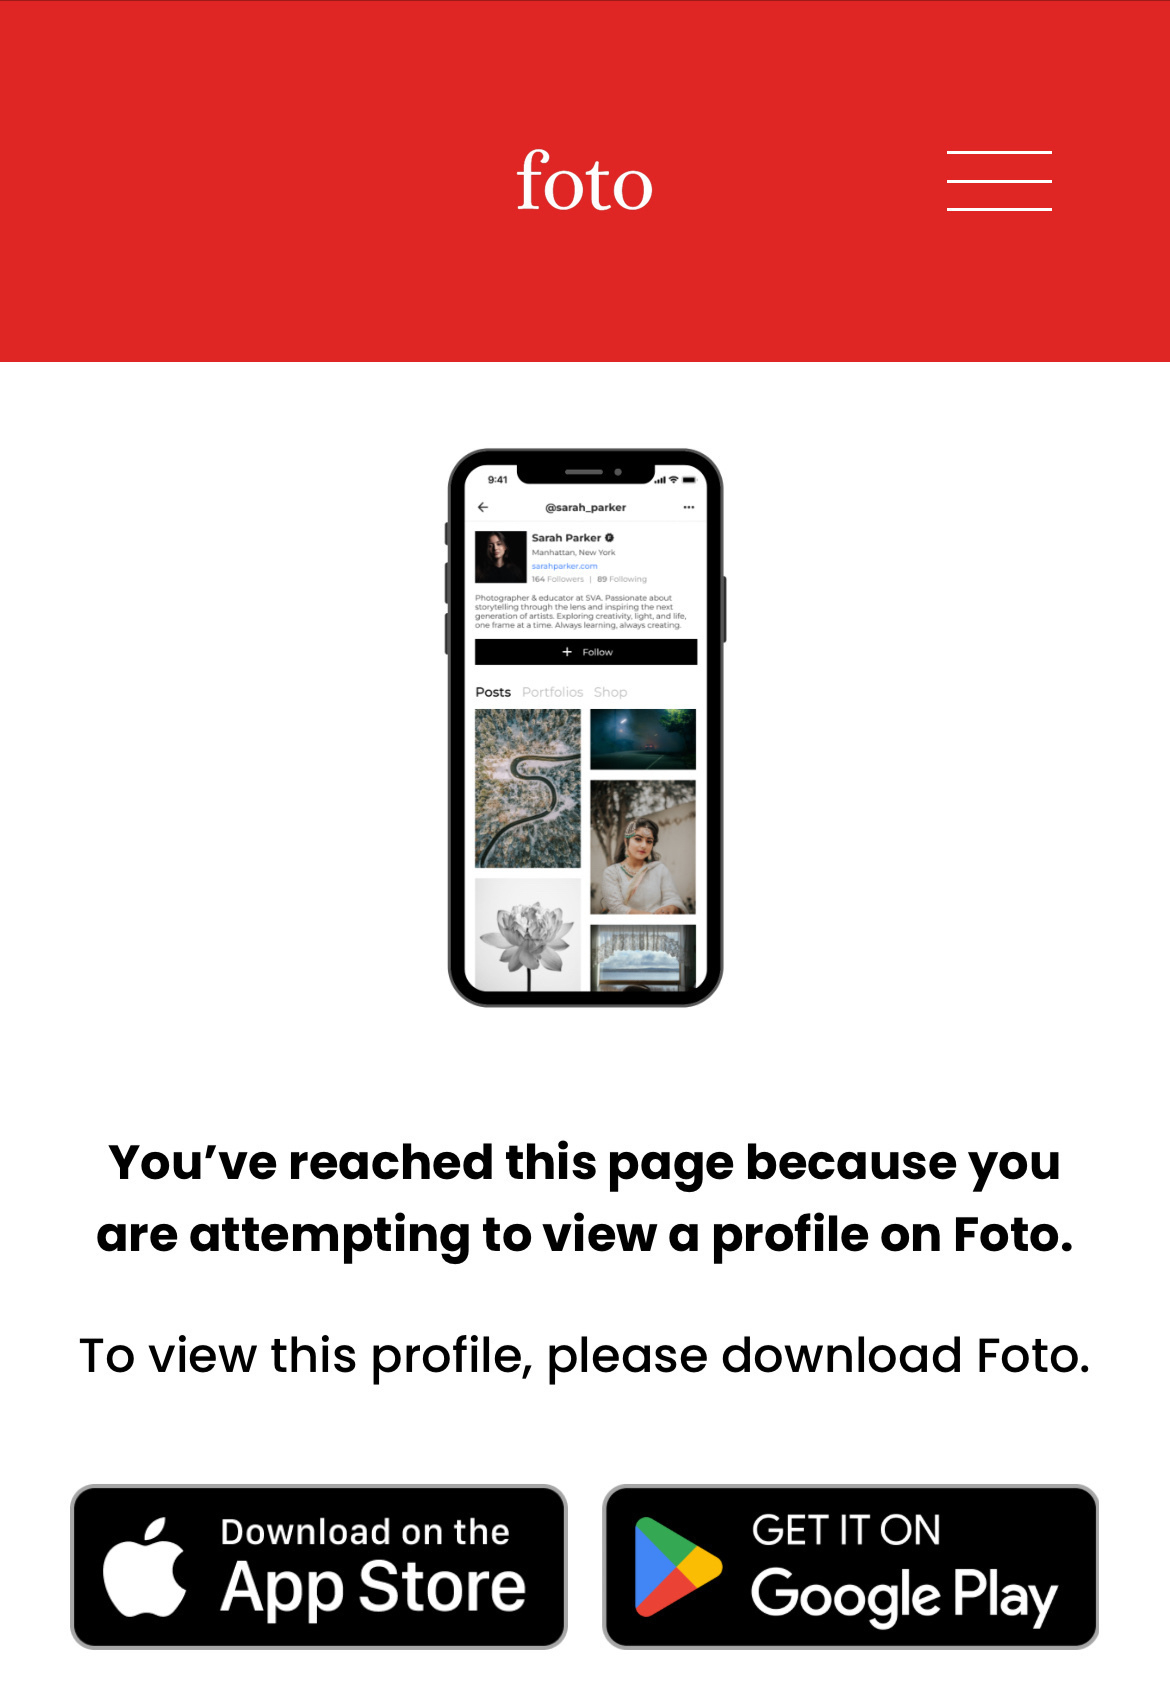 foto
9:41
@sarah_parker
Sarah Parker
Manhattan, New York
sarahparker.com
164 Followers | 89 Following
Photographer & educator at SVA. Passionate about
storytelling through the lens and inspiring the next
generation of artists. Exploring creativity, light, and life,
one frame at a time. Always learning, always creating.
+ Follow
Posts Portfolios Shop
You’ve reached this page because you
are attempting to view a profile on Foto.
To view this profile, please download Foto.
Download on the
App Store
GET IT ON
Google Play